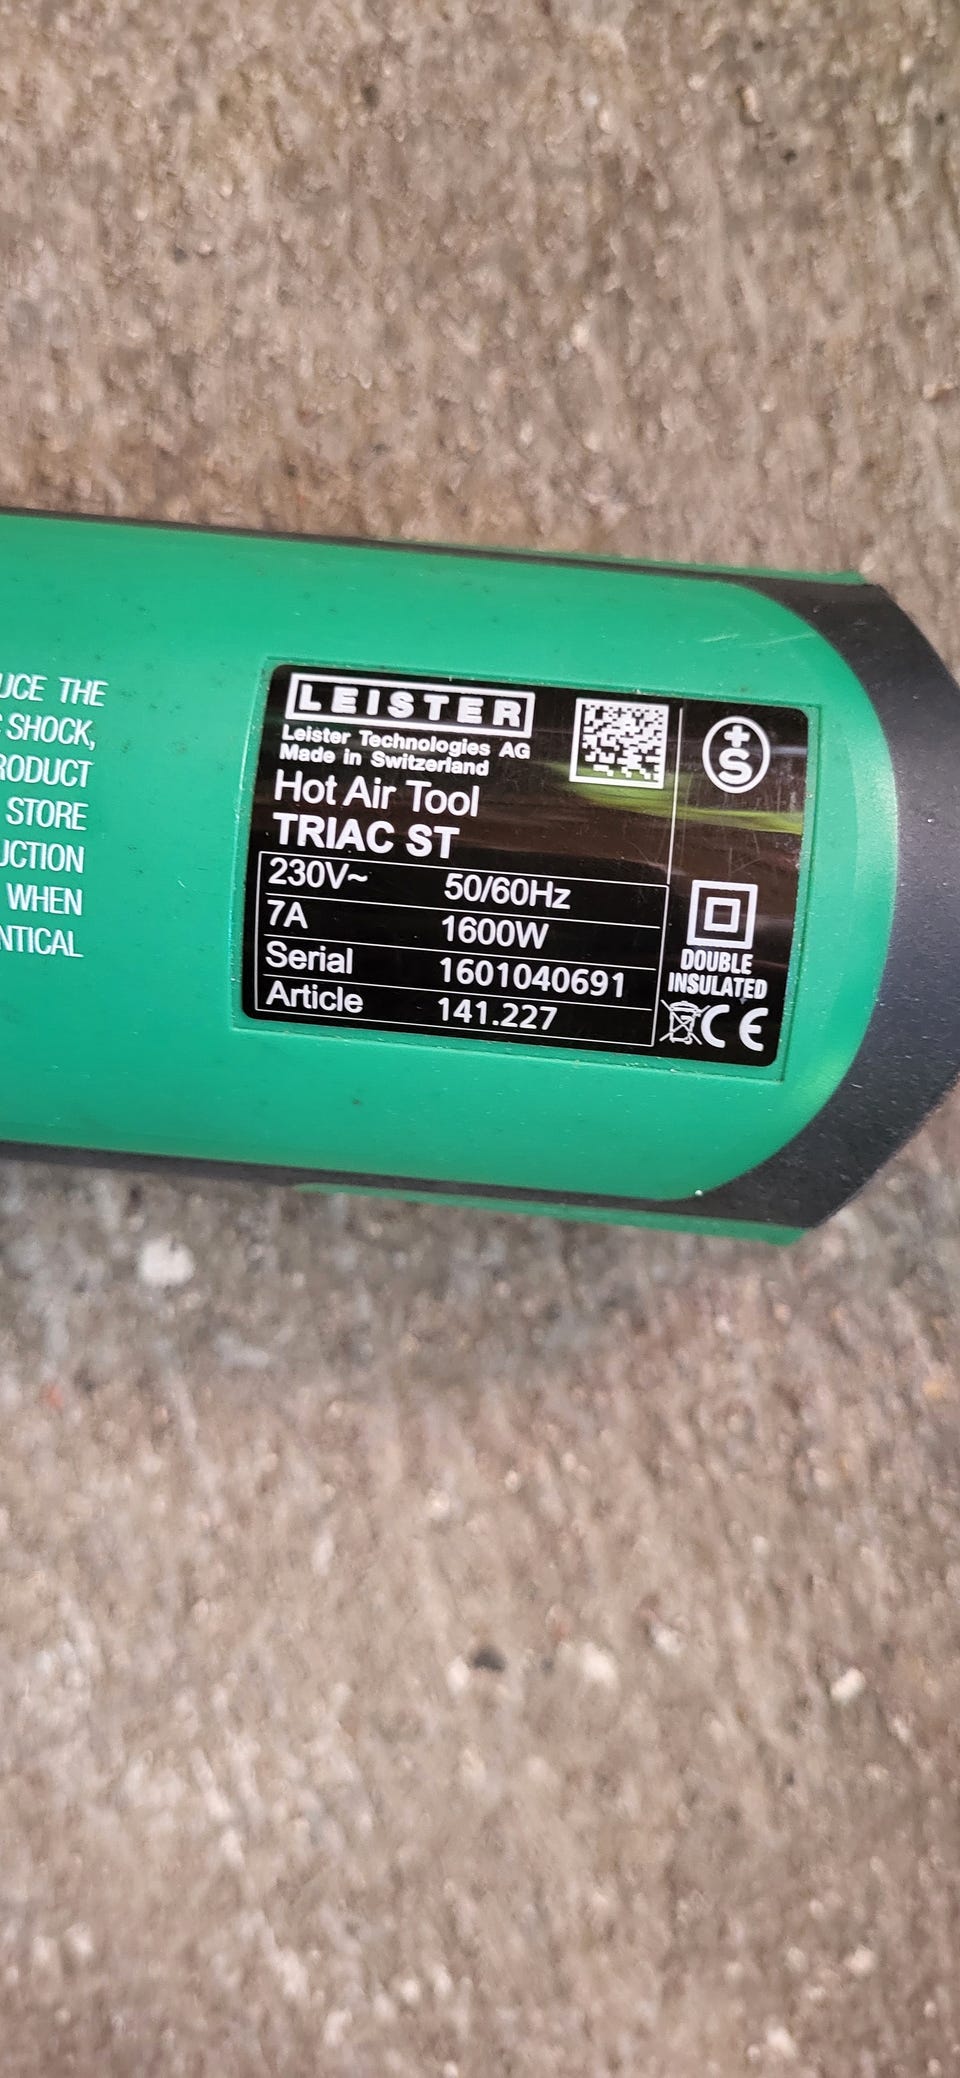 UCE THE
SHOCK,
RODUCT
STORE
UCTION
WHEN
NTICAL
LEISTER
Leister Technologies AG
Made in Switzerland
Hot Air Tool
TRIAC ST
230V~ 50/60Hz
7A 1600W
Serial 1601040691
Article 141.227
+S
DOUBLE
INSULATED
CE